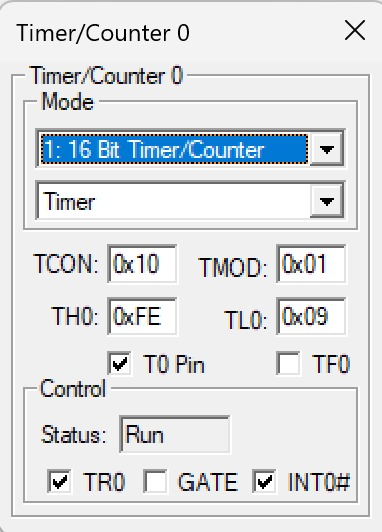 Timer/Counter 0
Timer/Counter 0
Mode
1: 16 Bit Timer/Counter
Timer
TCON: 0x10 TMOD: 0x01
TH0: 0xFE TL0: 0x09
T0 Pin TF0
Control
Status: Run
TR0 GATE INT0#